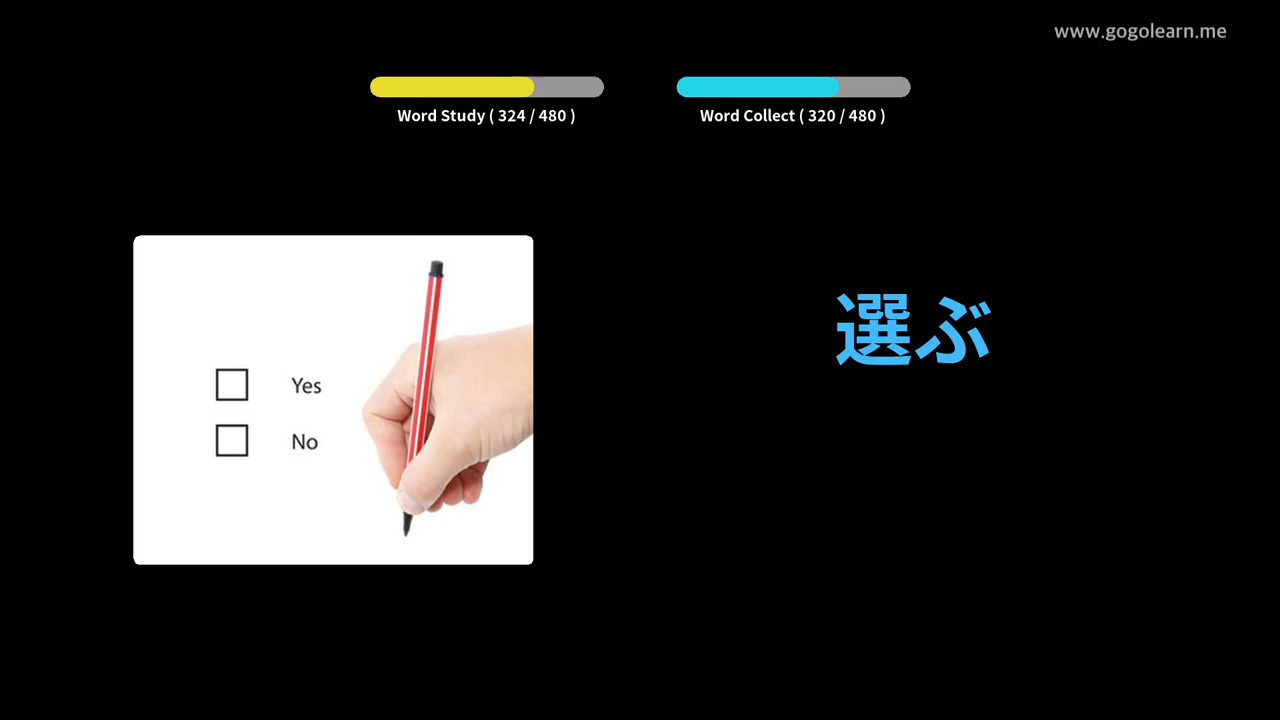 www.gogolearn.me
Word Study ( 324 / 480 )
Word Collect ( 320 / 480 )
Yes
No
選ぶ